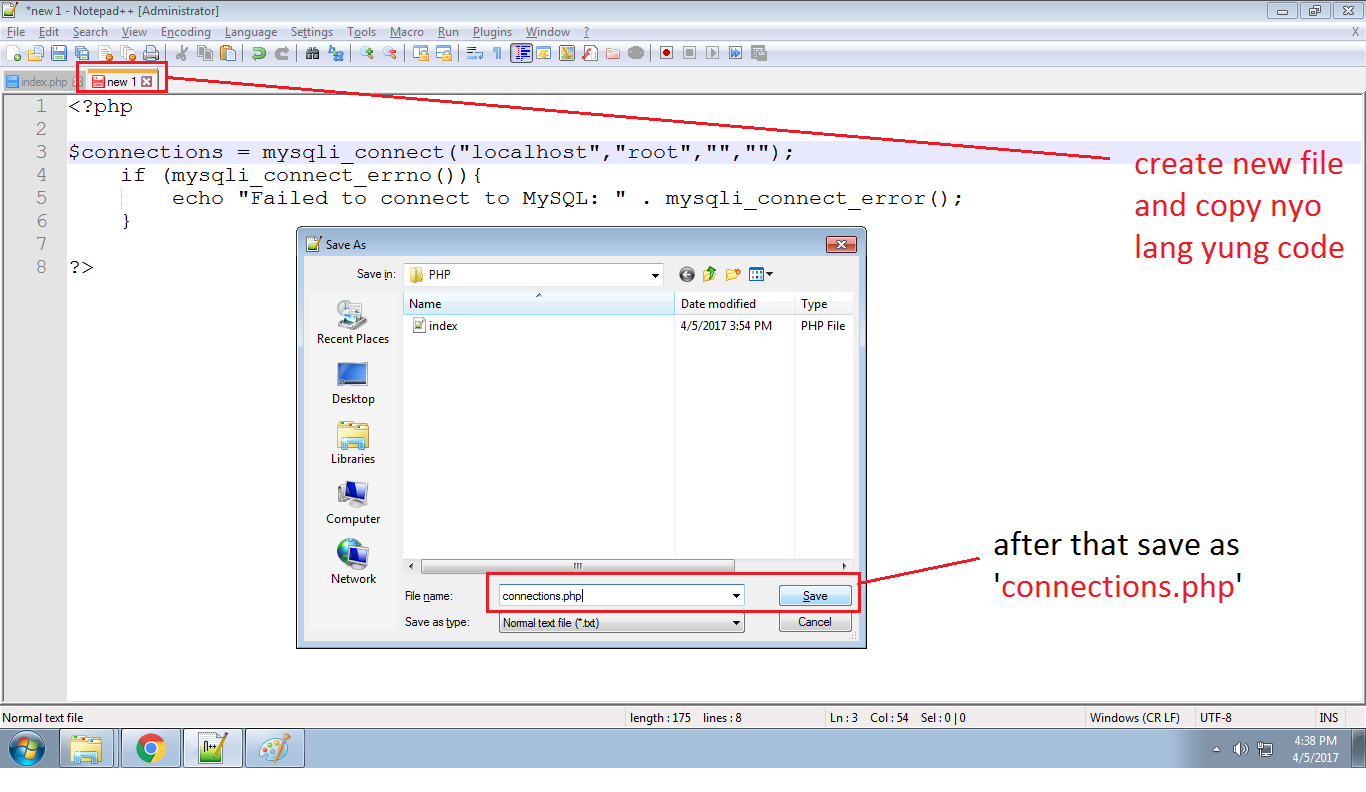 *new 1 - Notepad++ [Administrator]
File Edit Search View Encoding Language Settings Tools Macro Run Plugins Window ? X
index.php new 1
1 <?php
2
3 $connections = mysqli_connect("localhost","root","","");
4 if (mysqli_connect_errno()){
5 echo "Failed to connect to MySQL: " . mysqli_connect_error();
6 }
7
8 ?>
create new file
and copy nyo
lang yung code
Save As
Save in: PHP
Name Date modified Type
index 4/5/2017 3:54 PM PHP File
Recent Places
Desktop
Libraries
Computer
Network
File name: connections.php Save
Save as type: Normal text file (*.txt) Cancel
after that save as
'connections.php'
Normal text file length : 175 lines : 8 Ln : 3 Col : 54 Sel : 0 | 0 Windows (CR LF) UTF-8 INS
4:38 PM
4/5/2017